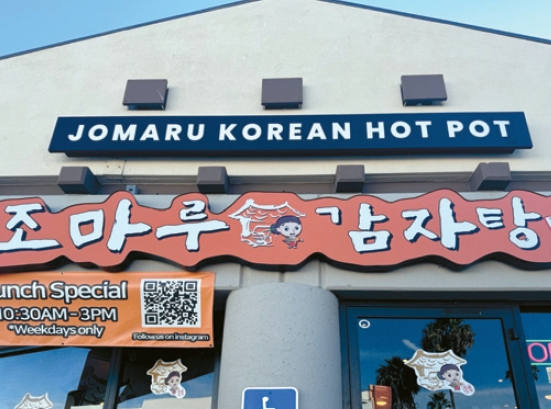 JOMARU KOREAN HOT POT
조마루 감자탕
unch Special
10:30AM - 3PM
*Weekdays only
Follow us on instagram